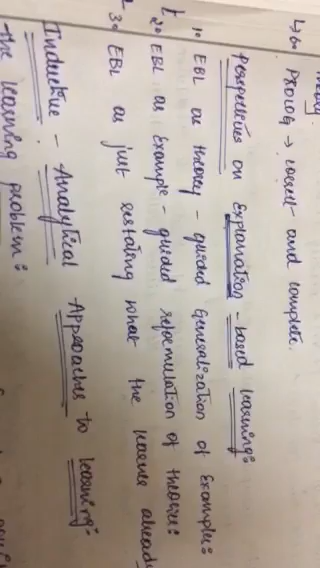 ↳6. PROLOG → correct and complete.
Perspectives on Explanation-based learning:
1° EBL as theory-guided Generalization of Examples:
2° EBL as Example-guided reformulation of theories:
3° EBL as just restating what the learner already
Inductive-Analytical Approaches to learning:-
The learning problem: